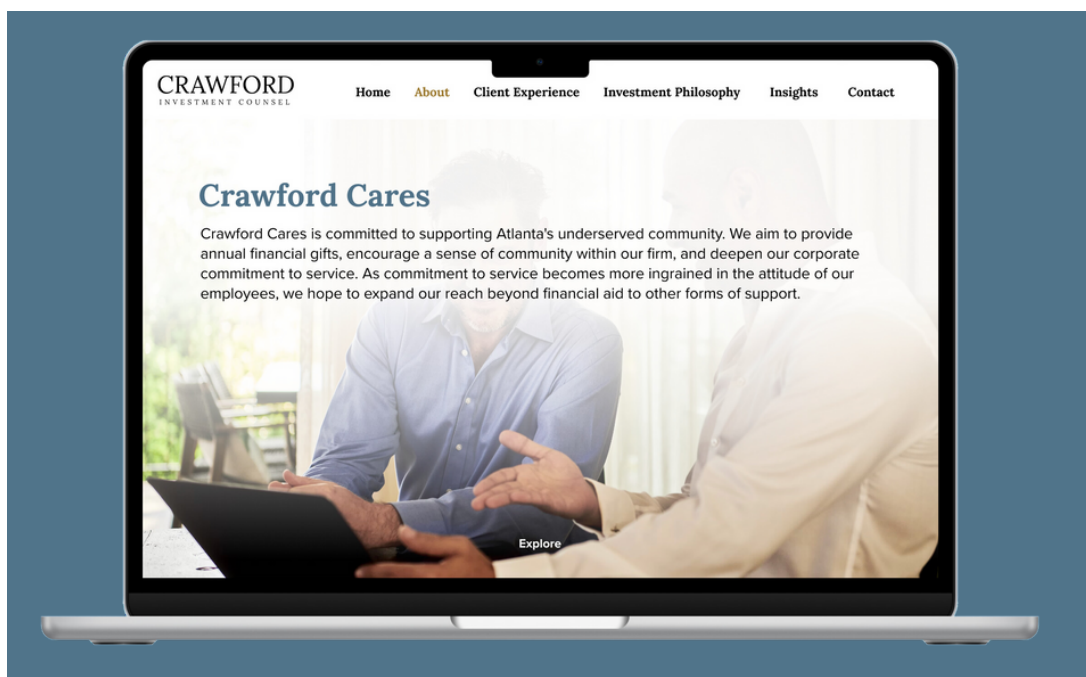 CRAWFORD
INVESTMENT COUNSEL
Home About Client Experience Investment Philosophy Insights Contact
Crawford Cares
Crawford Cares is committed to supporting Atlanta's underserved community. We aim to provide
annual financial gifts, encourage a sense of community within our firm, and deepen our corporate
commitment to service. As commitment to service becomes more ingrained in the attitude of our
employees, we hope to expand our reach beyond financial aid to other forms of support.
Explore